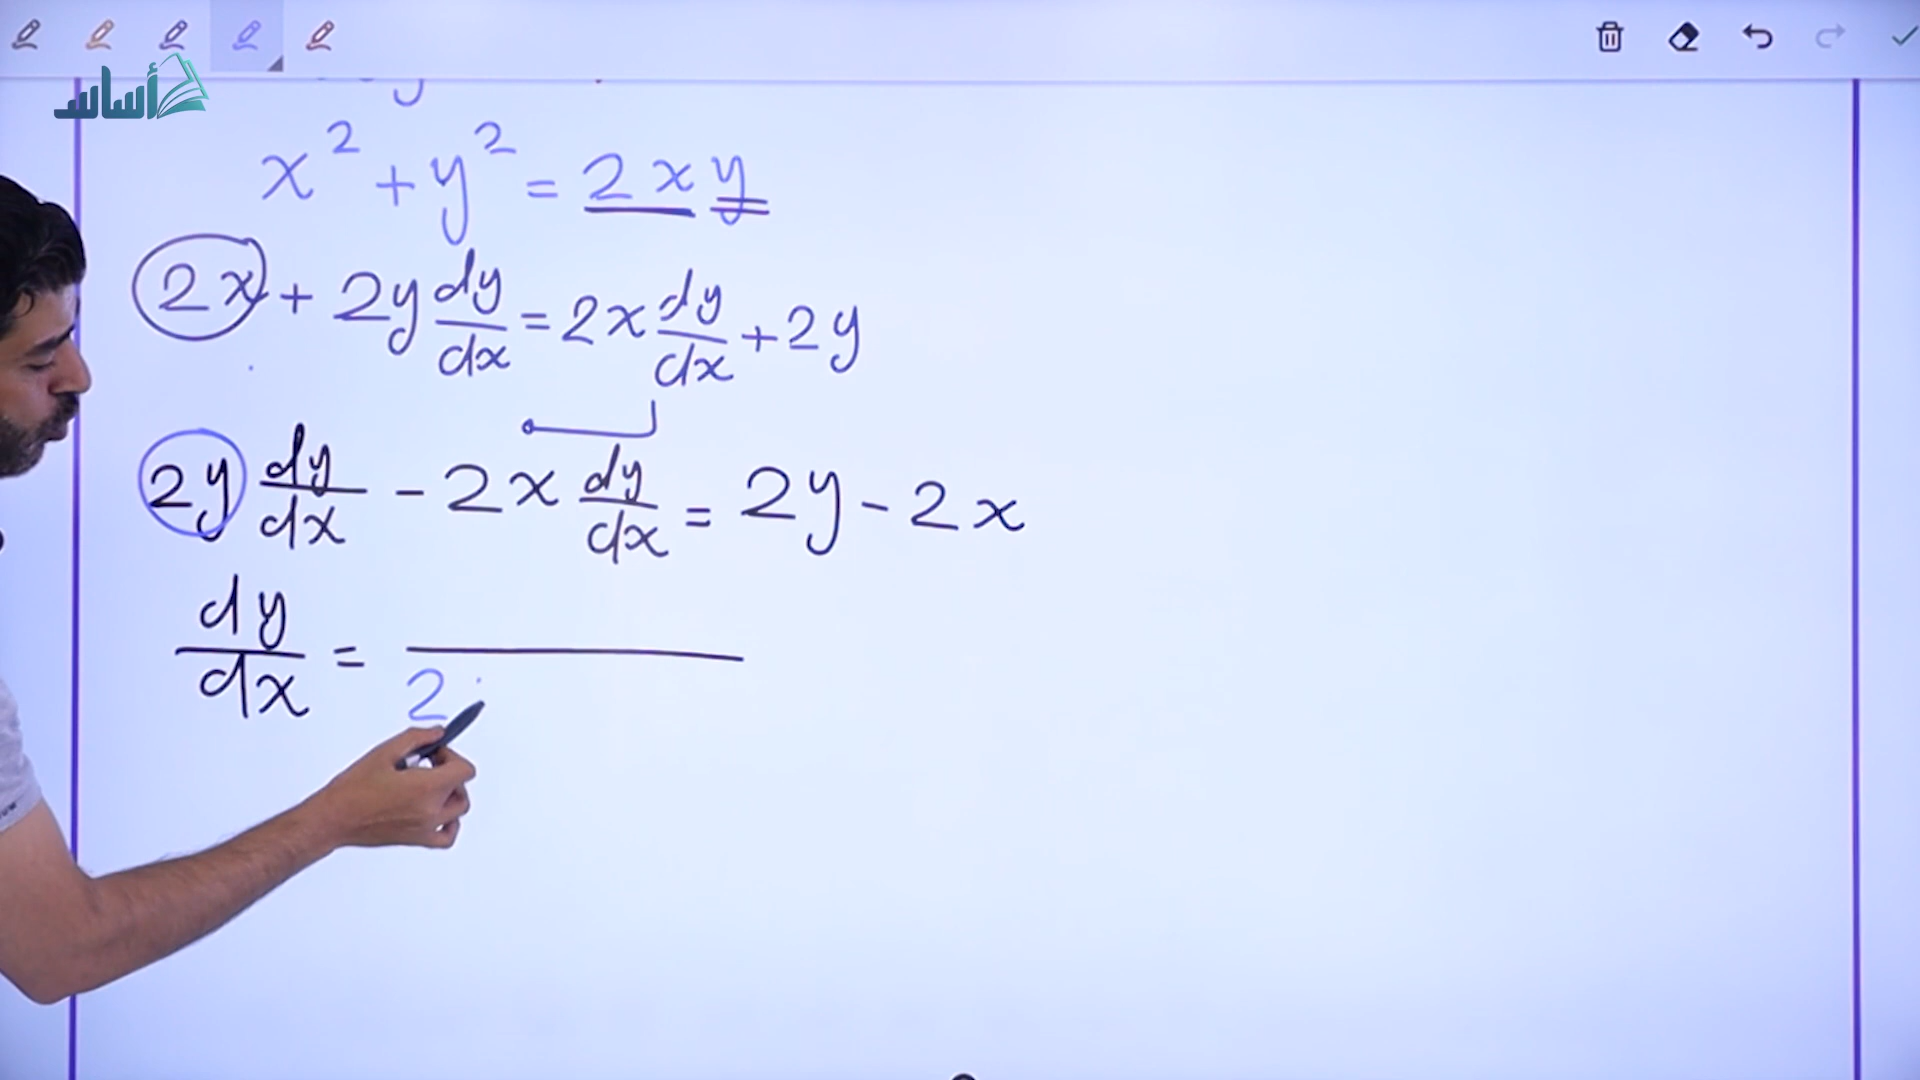 أساس
x² + y² = 2xy
2x + 2y dy/dx = 2x dy/dx + 2y
2y dy/dx - 2x dy/dx = 2y - 2x
dy/dx = /2